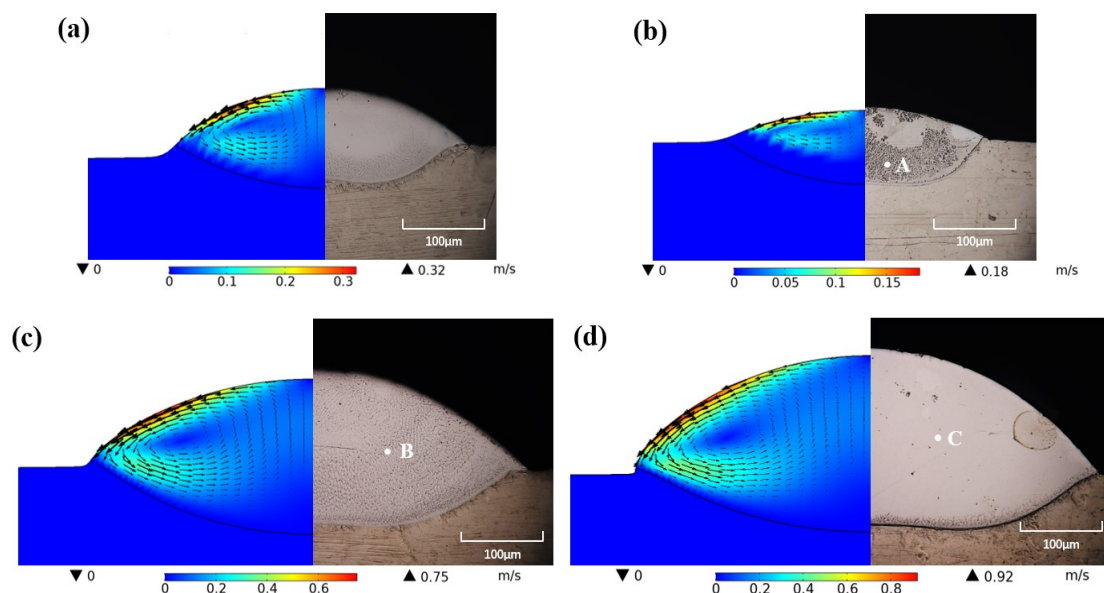 (a)
100μm
▼ 0
0 0.1 0.2 0.3
▲ 0.32 m/s
(b)
A
100μm
▼ 0
0 0.05 0.1 0.15
▲ 0.18 m/s
(c)
B
100μm
▼ 0
0 0.2 0.4 0.6
▲ 0.75 m/s
(d)
C
100μm
▼ 0
0 0.2 0.4 0.6 0.8
▲ 0.92 m/s